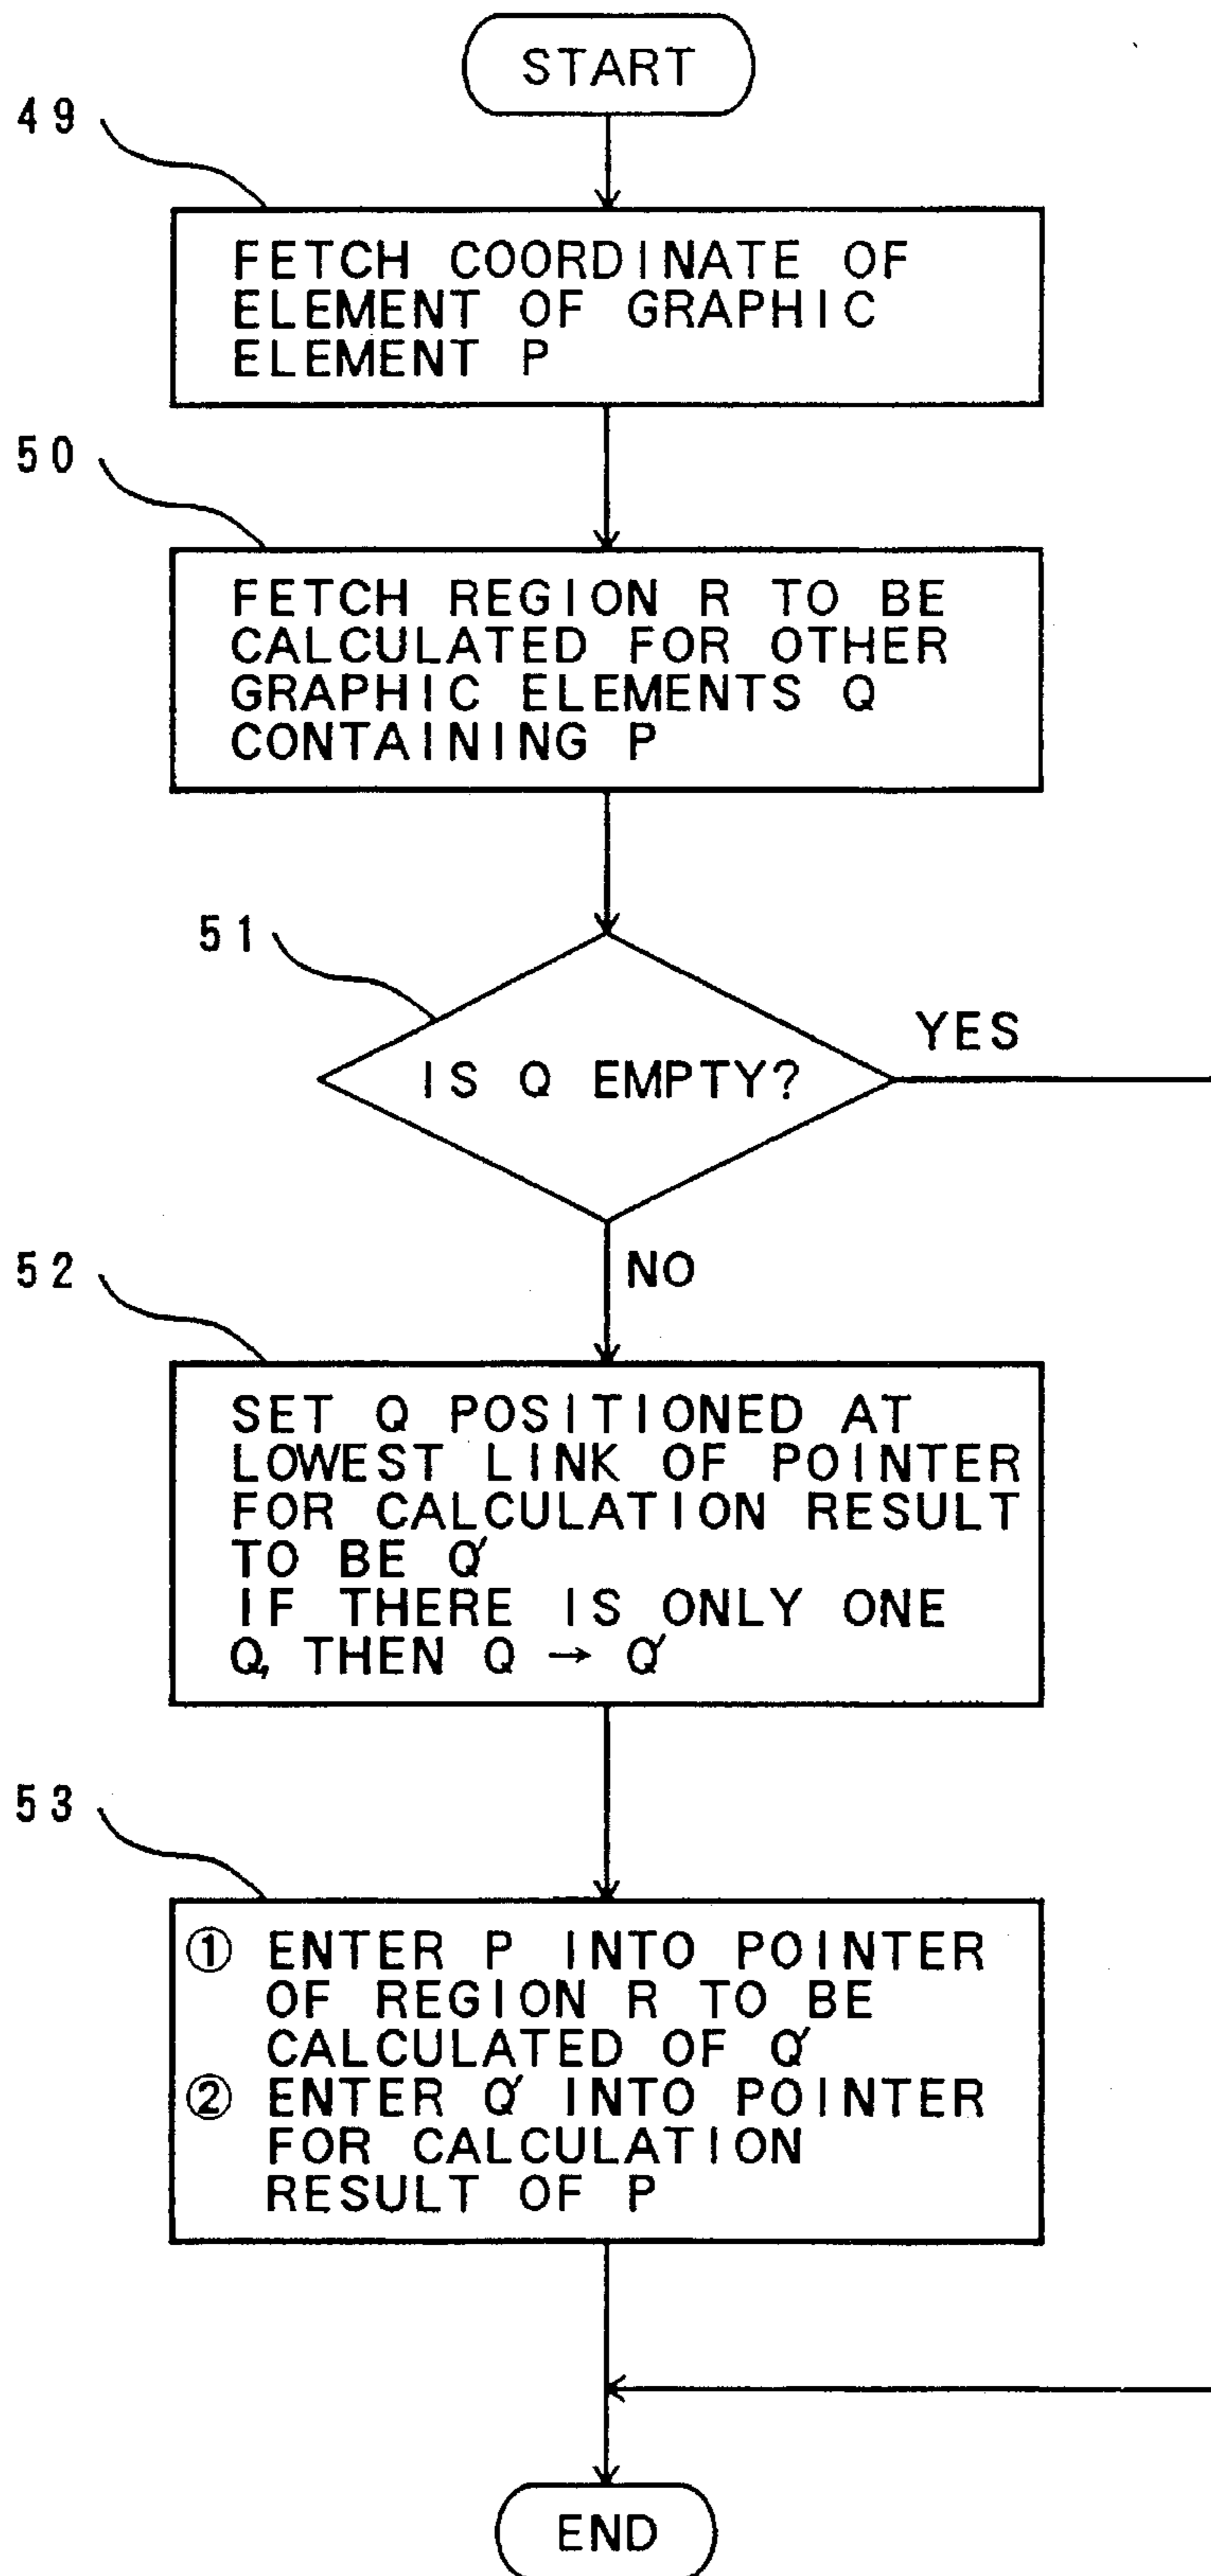 START
49
FETCH COORDINATE OF
ELEMENT OF GRAPHIC
ELEMENT P
50
FETCH REGION R TO BE
CALCULATED FOR OTHER
GRAPHIC ELEMENTS Q
CONTAINING P
51
IS Q EMPTY?
YES
NO
52
SET Q POSITIONED AT
LOWEST LINK OF POINTER
FOR CALCULATION RESULT
TO BE Q'
IF THERE IS ONLY ONE
Q, THEN Q → Q'
53
① ENTER P INTO POINTER
OF REGION R TO BE
CALCULATED OF Q'
② ENTER Q' INTO POINTER
FOR CALCULATION
RESULT OF P
END